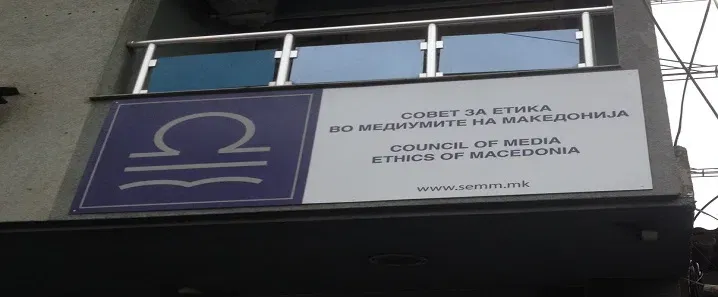 СОВЕТ ЗА ЕТИКА
ВО МЕДИУМИТЕ НА МАКЕДОНИЈА
COUNCIL OF MEDIA
ETHICS OF MACEDONIA
www.semm.mk